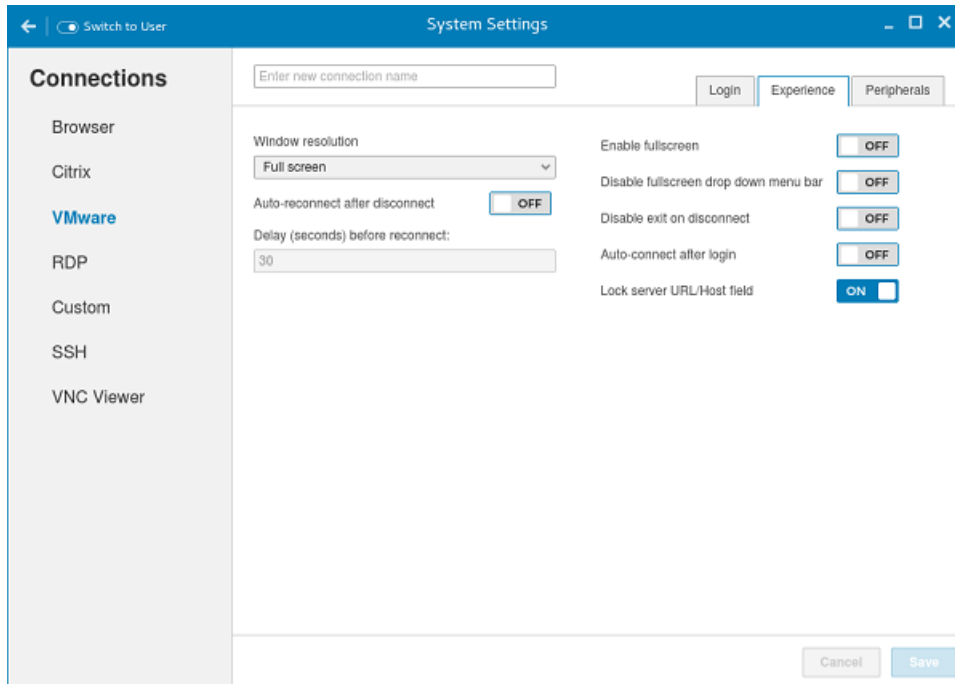 Switch to User
System Settings
Connections
Browser
Citrix
VMware
RDP
Custom
SSH
VNC Viewer
Enter new connection name
Login
Experience
Peripherals
Window resolution
Full screen
Auto-reconnect after disconnect
OFF
Delay (seconds) before reconnect:
30
Enable fullscreen
OFF
Disable fullscreen drop down menu bar
OFF
Disable exit on disconnect
OFF
Auto-connect after login
OFF
Lock server URL/Host field
ON
Cancel
Save